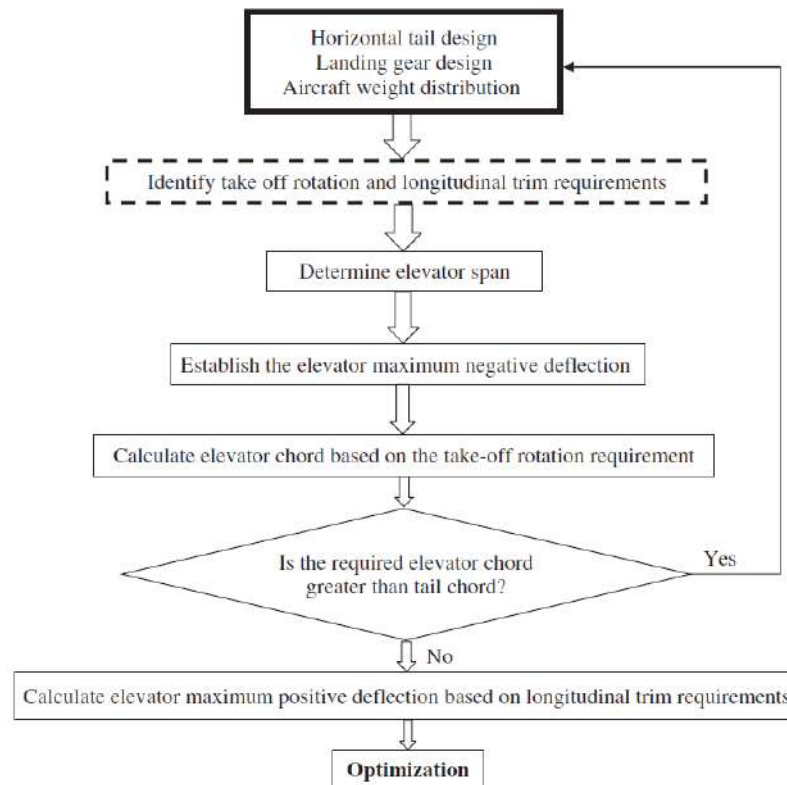 Horizontal tail design
Landing gear design
Aircraft weight distribution
Identify take off rotation and longitudinal trim requirements
Determine elevator span
Establish the elevator maximum negative deflection
Calculate elevator chord based on the take-off rotation requirement
Is the required elevator chord
greater than tail chord?
Yes
No
Calculate elevator maximum positive deflection based on longitudinal trim requirements
Optimization